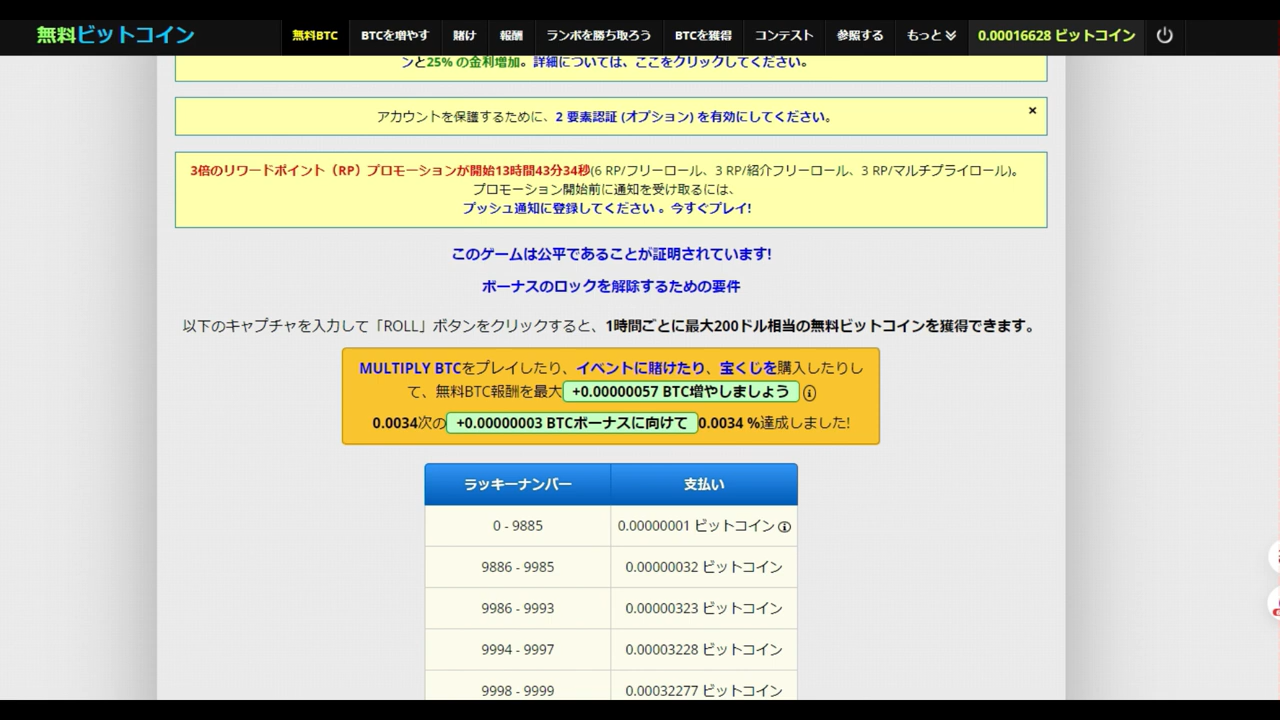 無料ビットコイン 無料BTC BTCを増やす 賭け 報酬 ランボを勝ち取ろう BTCを獲得 コンテスト 参照する もっと 0.00016628 ビットコイン
ンと25% の金利増加。詳細については、ここをクリックしてください。
アカウントを保護するために、2 要素認証 (オプション) を有効にしてください。 ×
3倍のリワードポイント（RP）プロモーションが開始13時間43分34秒(6 RP/フリーロール、3 RP/紹介フリーロール、3 RP/マルチプライロール)。
プロモーション開始前に通知を受け取るには、
プッシュ通知に登録してください 。今すぐプレイ!
このゲームは公平であることが証明されています!
ボーナスのロックを解除するための要件
以下のキャプチャを入力して「ROLL」ボタンをクリックすると、1時間ごとに最大200ドル相当の無料ビットコインを獲得できます。
MULTIPLY BTCをプレイしたり、イベントに賭けたり、宝くじを購入したりし
て、無料BTC報酬を最大 +0.00000057 BTC増やしましょう
0.0034次の +0.00000003 BTCボーナスに向けて 0.0034 %達成しました!
ラッキーナンバー 支払い
0 - 9885 0.00000001 ビットコイン
9886 - 9985 0.00000032 ビットコイン
9986 - 9993 0.00000323 ビットコイン
9994 - 9997 0.00003228 ビットコイン
9998 - 9999 0.00032277 ビットコイン